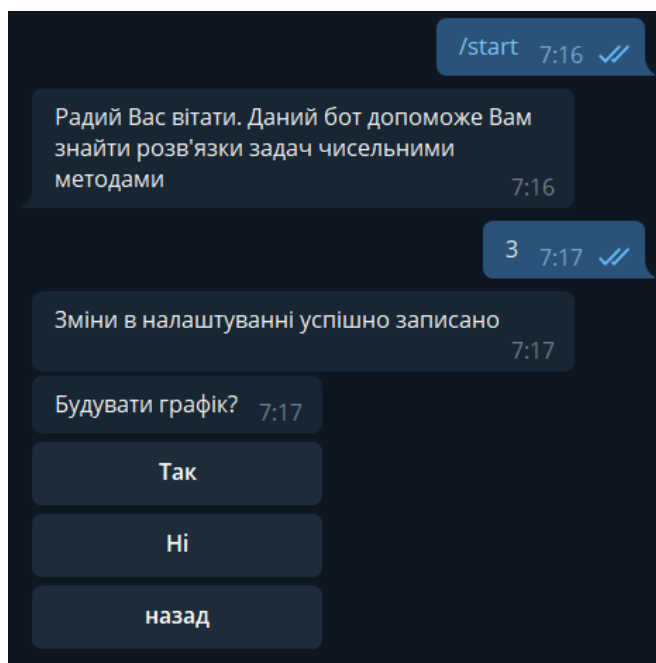 /start 7:16
Радий Вас вітати. Даний бот допоможе Вам
знайти розв'язки задач чисельними
методами
7:16
3 7:17
Зміни в налаштуванні успішно записано
7:17
Будувати графік? 7:17
Так
Ні
назад